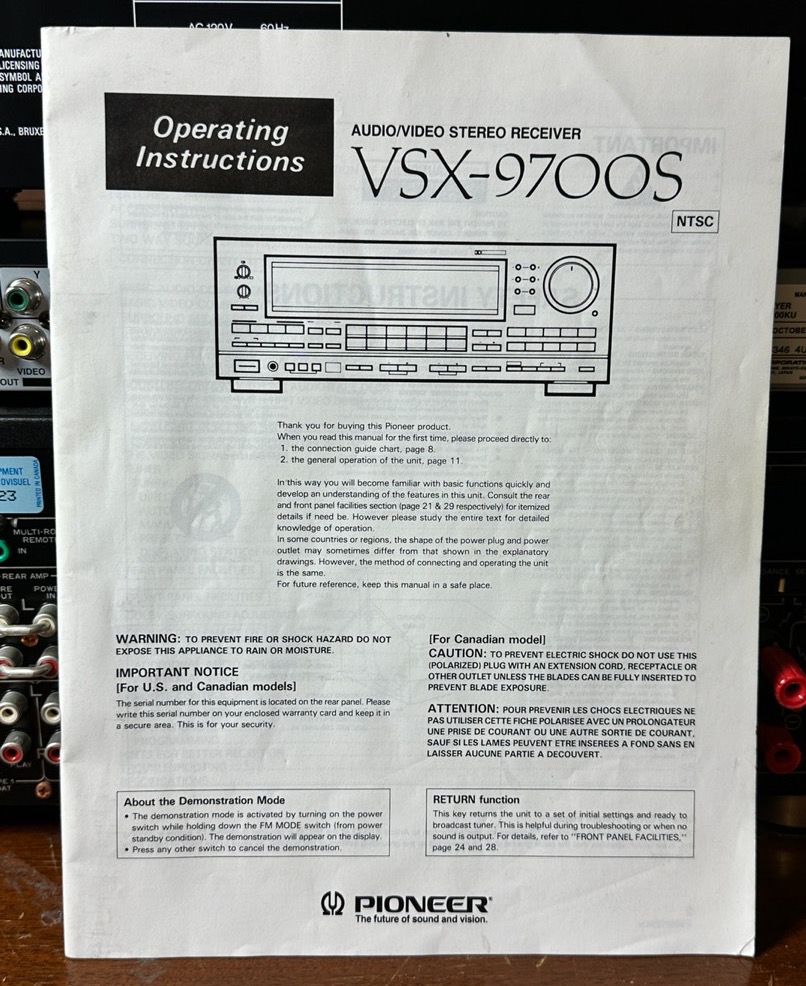 AC 120V 60Hz
ANUFACTU
LICENSING
SYMBOL A
ING CORPO
S.A., BRUXE
Operating
Instructions
AUDIO/VIDEO STEREO RECEIVER
VSX-9700S
NTSC
Thank you for buying this Pioneer product.
When you read this manual for the first time, please proceed directly to:
1. the connection guide chart, page 8.
2. the general operation of the unit, page 11.
In this way you will become familiar with basic functions quickly and
develop an understanding of the features in this unit. Consult the rear
and front panel facilities section (page 21 & 29 respectively) for itemized
details if need be. However please study the entire text for detailed
knowledge of operation.
In some countries or regions, the shape of the power plug and power
outlet may sometimes differ from that shown in the explanatory
drawings. However, the method of connecting and operating the unit
is the same.
For future reference, keep this manual in a safe place.
WARNING: TO PREVENT FIRE OR SHOCK HAZARD DO NOT
EXPOSE THIS APPLIANCE TO RAIN OR MOISTURE.
IMPORTANT NOTICE
[For U.S. and Canadian models]
The serial number for this equipment is located on the rear panel. Please
write this serial number on your enclosed warranty card and keep it in
a secure area. This is for your security.
[For Canadian model]
CAUTION: TO PREVENT ELECTRIC SHOCK DO NOT USE THIS
(POLARIZED) PLUG WITH AN EXTENSION CORD, RECEPTACLE OR
OTHER OUTLET UNLESS THE BLADES CAN BE FULLY INSERTED TO
PREVENT BLADE EXPOSURE.
ATTENTION: POUR PREVENIR LES CHOCS ELECTRIQUES NE
PAS UTILISER CETTE FICHE POLARISEE AVEC UN PROLONGATEUR
UNE PRISE DE COURANT OU UNE AUTRE SORTIE DE COURANT,
SAUF SI LES LAMES PEUVENT ETRE INSEREES A FOND SANS EN
LAISSER AUCUNE PARTIE A DECOUVERT.
About the Demonstration Mode
• The demonstration mode is activated by turning on the power
switch while holding down the FM MODE switch (from power
standby condition). The demonstration will appear on the display.
• Press any other switch to cancel the demonstration.
RETURN function
This key returns the unit to a set of initial settings and ready to
broadcast tuner. This is helpful during troubleshooting or when no
sound is output. For details, refer to "FRONT PANEL FACILITIES,"
page 24 and 28.
PIONEER
The future of sound and vision.
Y
VIDEO
OUT
PMENT
OVISUEL
23
PRINTED IN CANADA
MULTI-RO
REMOT
IN
REAR AMP
POW
IN
L
R
PLAY
YER
00KU
OCTOBER
346 4U